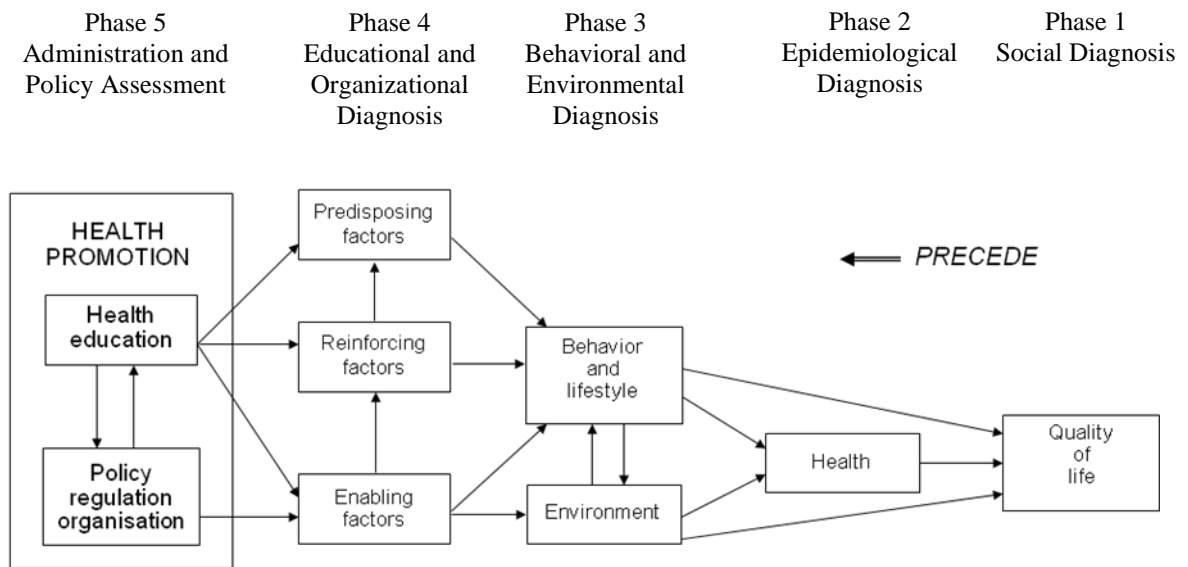 Phase 5
Administration and
Policy Assessment
Phase 4
Educational and
Organizational
Diagnosis
Phase 3
Behavioral and
Environmental
Diagnosis
Phase 2
Epidemiological
Diagnosis
Phase 1
Social Diagnosis
HEALTH
PROMOTION
Health
education
Policy
regulation
organisation
Predisposing
factors
Reinforcing
factors
Enabling
factors
Behavior
and
lifestyle
Environment
Health
Quality
of
life
PRECEDE